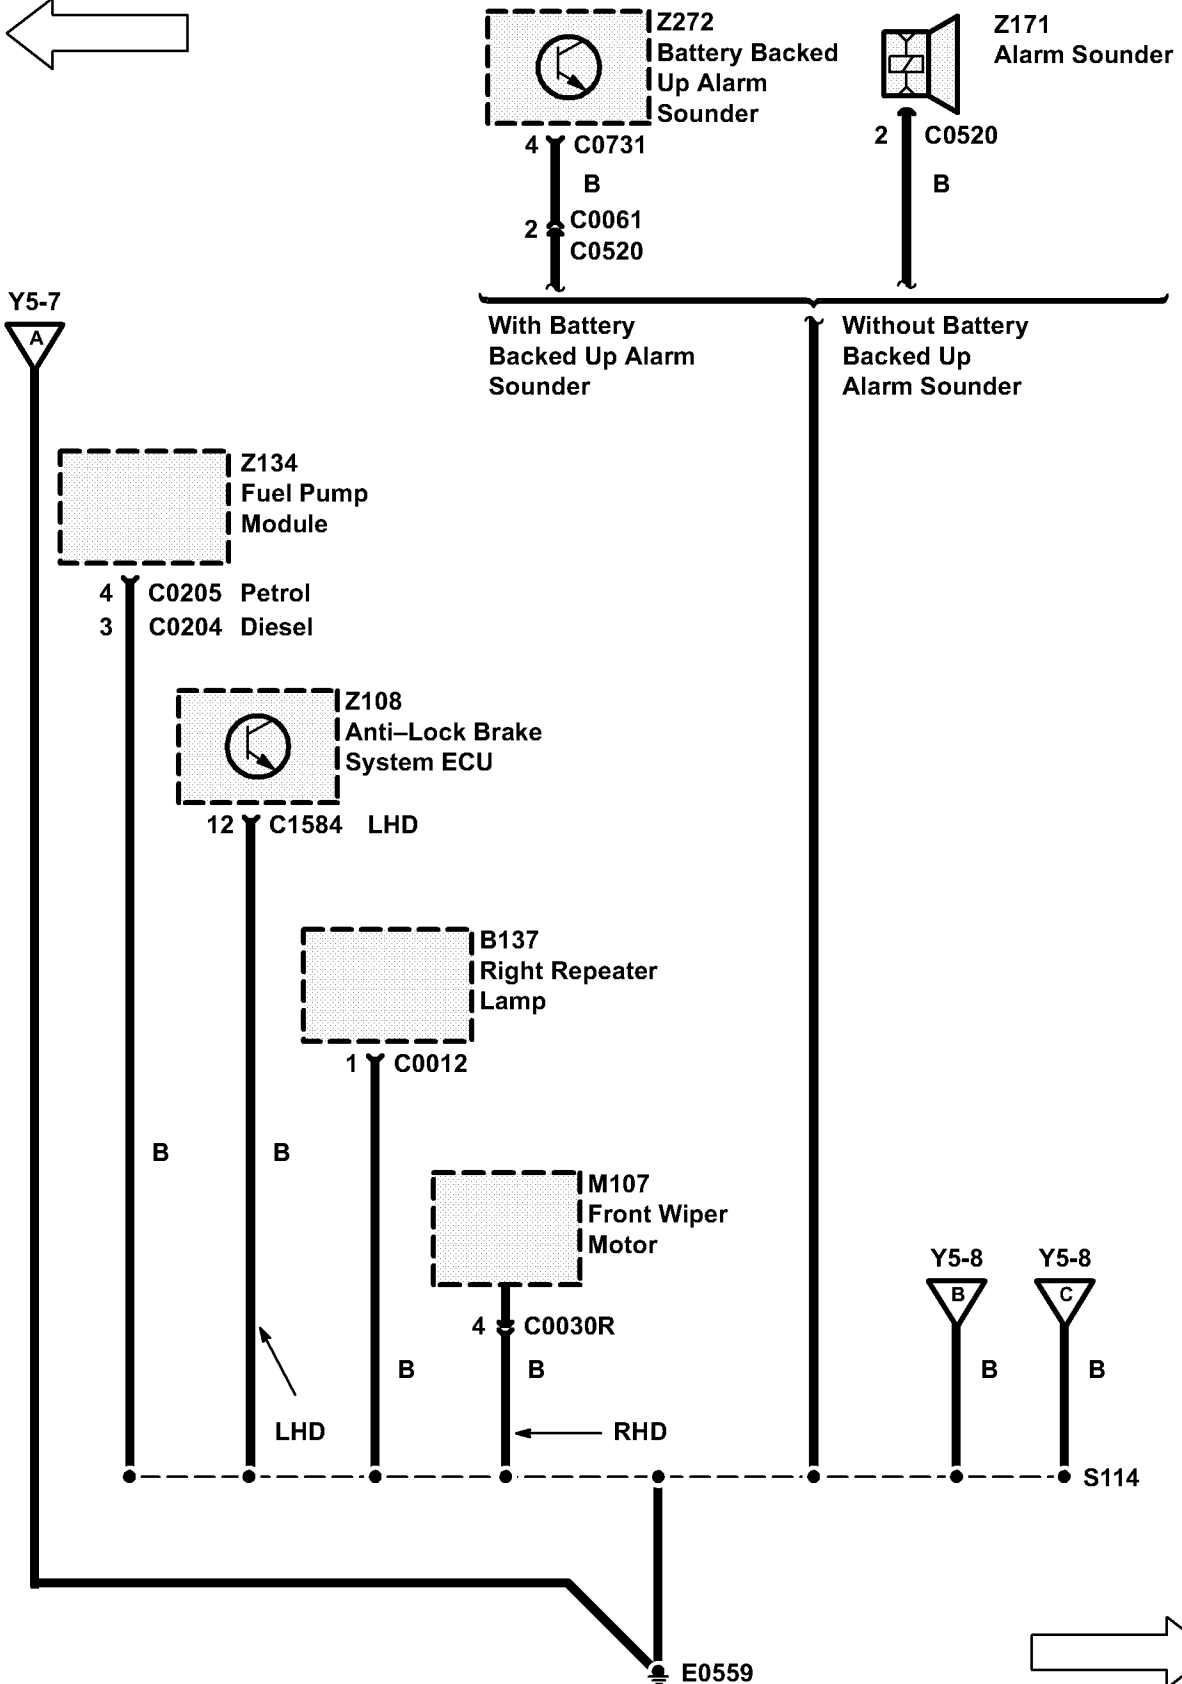 Z272
Battery Backed
Up Alarm
Sounder
Z171
Alarm Sounder
4 C0731
2 C0520
B
B
2 C0061
C0520
With Battery
Backed Up Alarm
Sounder
Without Battery
Backed Up
Alarm Sounder
Y5-7
A
Z134
Fuel Pump
Module
4 C0205 Petrol
3 C0204 Diesel
Z108
Anti–Lock Brake
System ECU
12 C1584 LHD
B137
Right Repeater
Lamp
1 C0012
B
B
M107
Front Wiper
Motor
4 C0030R
Y5-8
B
Y5-8
C
B
B
B
B
LHD
RHD
S114
E0559